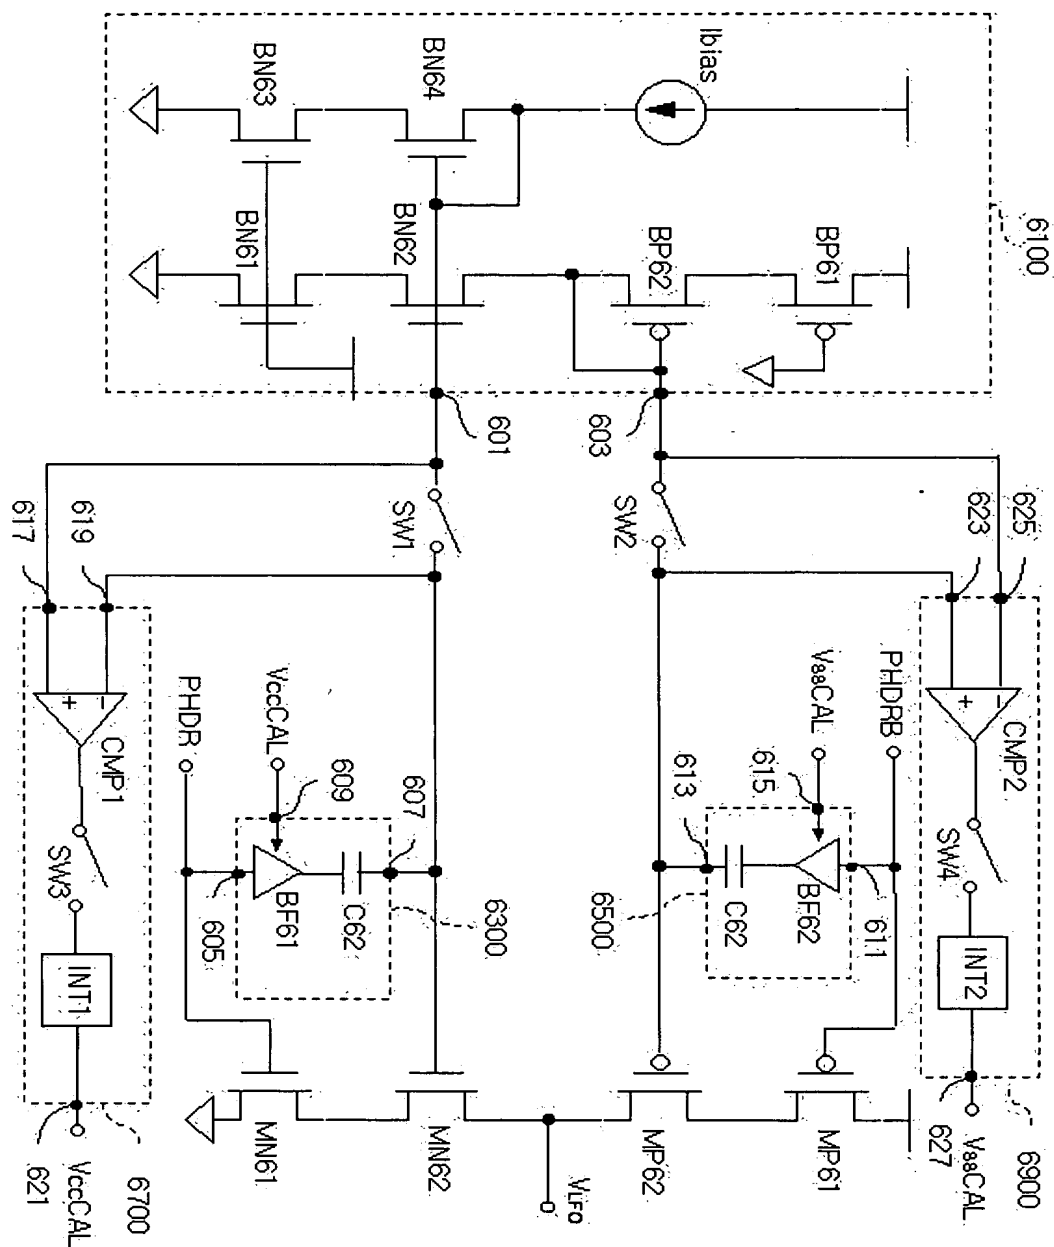 6100
6900
625
CMP2
−
+
VssCAL
623
INT2
SW4
627
PHDRB
611
BP61
VssCAL
BF62
MP61
615
C62
Ibias
613
BP62
6500
MP62
SW2
603
VLFO
601
6300
BN64
607
MN62
BN62
SW1
C62
609
BN63
VccCAL
BF61
MN61
BN61
605
PHDR
6700
CMP1
−
+
619
INT1
VccCAL
SW3
617
621